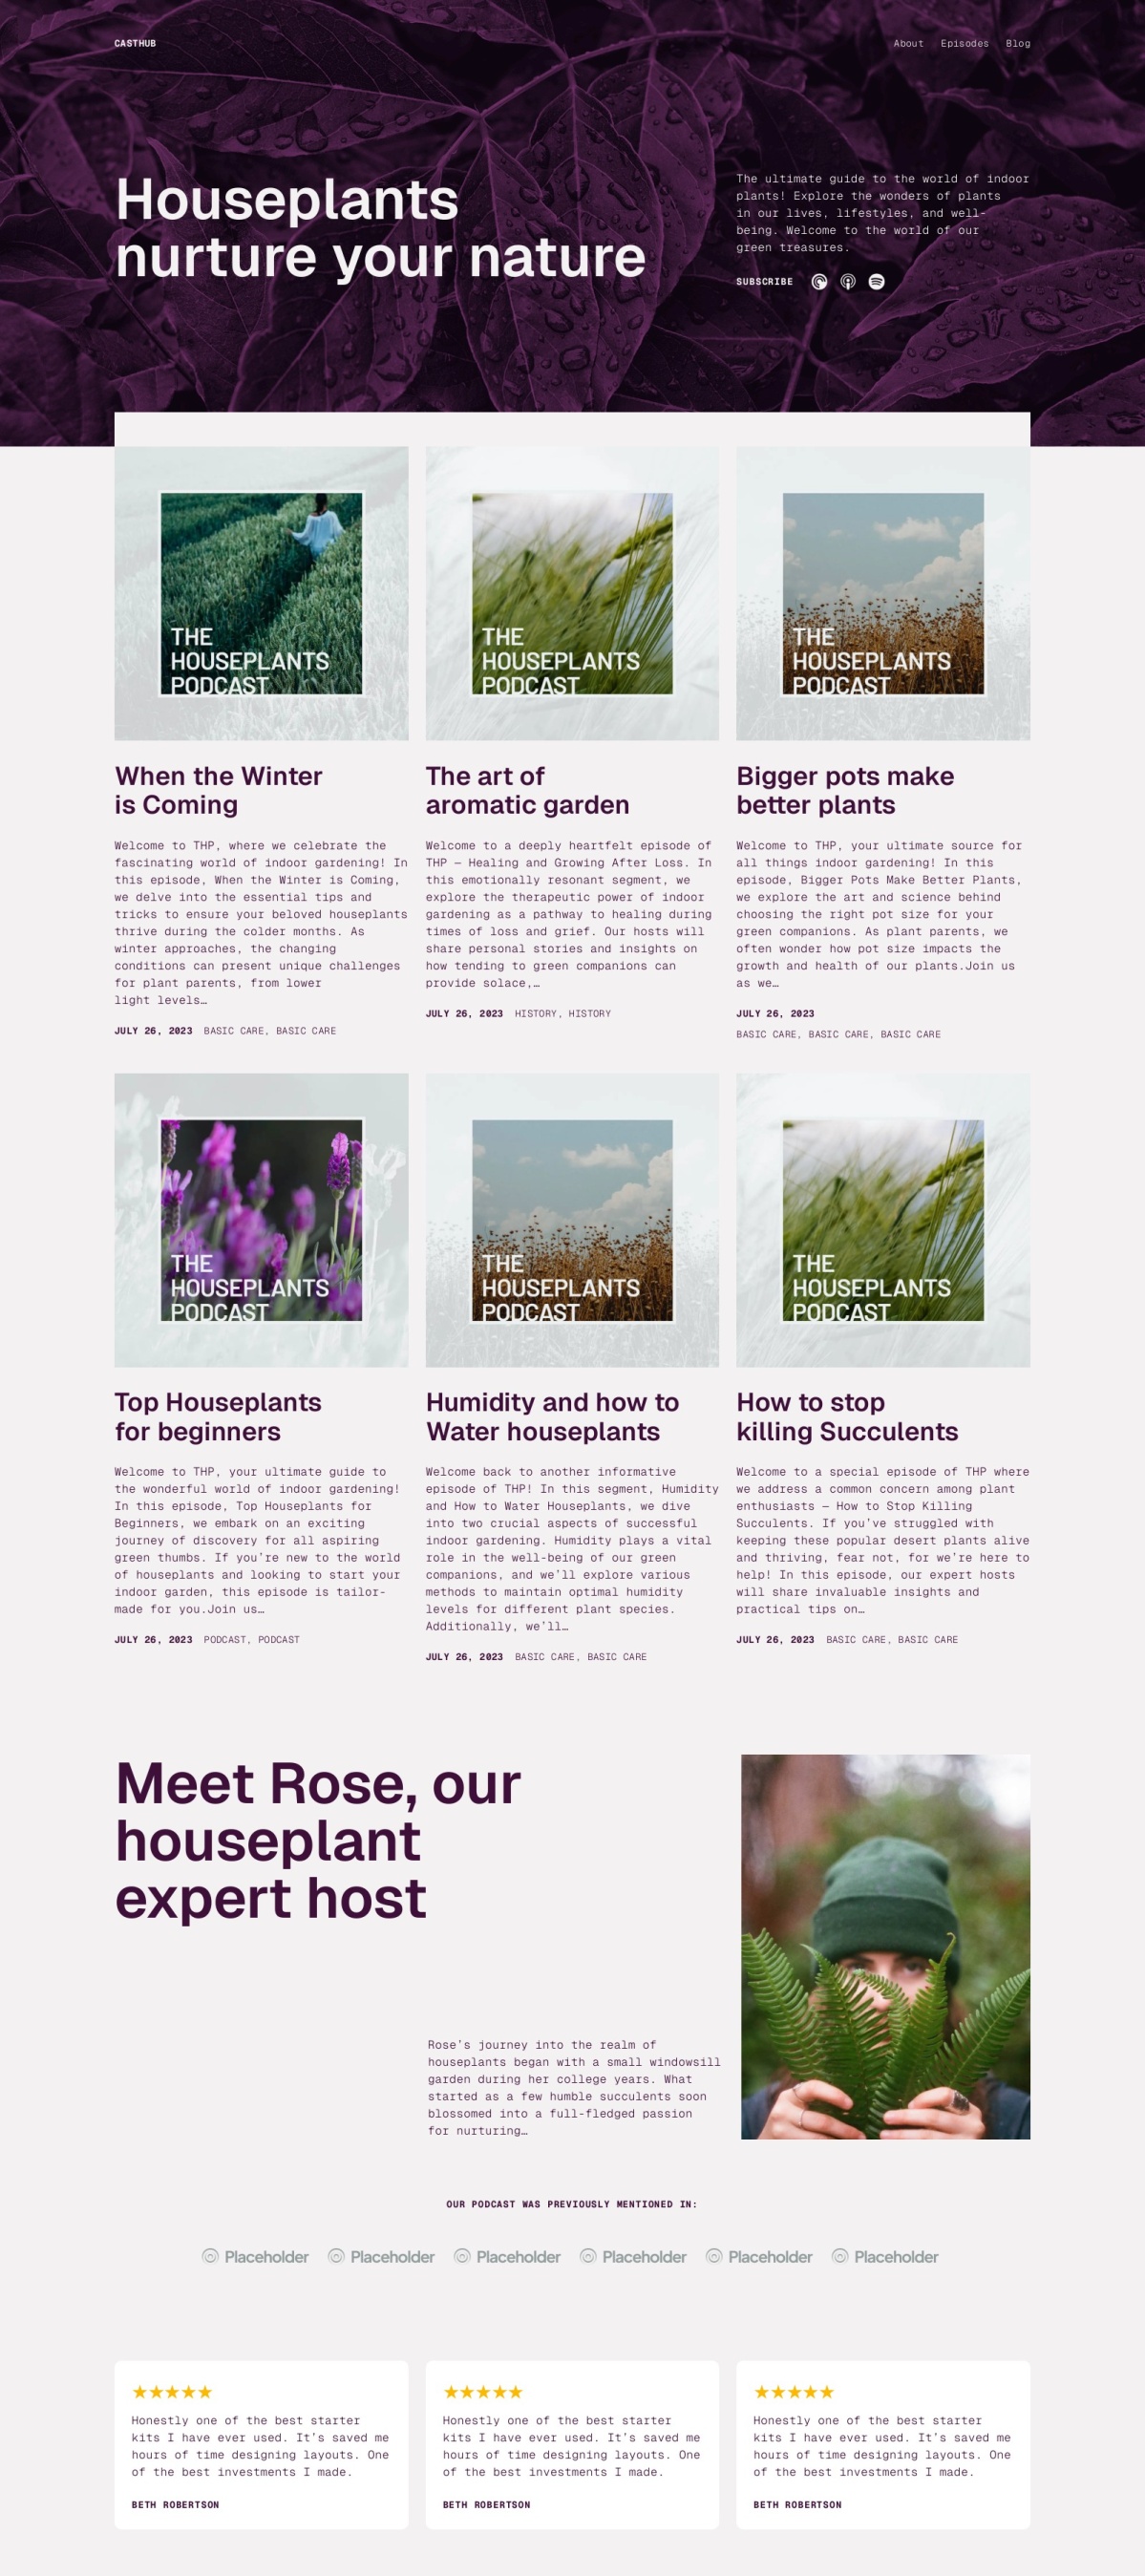 CASTHUB
About Episodes Blog
Houseplants
nurture your nature
The ultimate guide to the world of indoor
plants! Explore the wonders of plants
in our lives, lifestyles, and well-
being. Welcome to the world of our
green treasures.
SUBSCRIBE
THE
HOUSEPLANTS
PODCAST
THE
HOUSEPLANTS
PODCAST
THE
HOUSEPLANTS
PODCAST
When the Winter
is Coming
Welcome to THP, where we celebrate the
fascinating world of indoor gardening! In
this episode, When the Winter is Coming,
we delve into the essential tips and
tricks to ensure your beloved houseplants
thrive during the colder months. As
winter approaches, the changing
conditions can present unique challenges
for plant parents, from lower
light levels…
JULY 26, 2023 BASIC CARE, BASIC CARE
The art of
aromatic garden
Welcome to a deeply heartfelt episode of
THP – Healing and Growing After Loss. In
this emotionally resonant segment, we
explore the therapeutic power of indoor
gardening as a pathway to healing during
times of loss and grief. Our hosts will
share personal stories and insights on
how tending to green companions can
provide solace,…
JULY 26, 2023 HISTORY, HISTORY
Bigger pots make
better plants
Welcome to THP, your ultimate source for
all things indoor gardening! In this
episode, Bigger Pots Make Better Plants,
we explore the art and science behind
choosing the right pot size for your
green companions. As plant parents, we
often wonder how pot size impacts the
growth and health of our plants.Join us
as we…
JULY 26, 2023
BASIC CARE, BASIC CARE, BASIC CARE
THE
HOUSEPLANTS
PODCAST
THE
HOUSEPLANTS
PODCAST
THE
HOUSEPLANTS
PODCAST
Top Houseplants
for beginners
Welcome to THP, your ultimate guide to
the wonderful world of indoor gardening!
In this episode, Top Houseplants for
Beginners, we embark on an exciting
journey of discovery for all aspiring
green thumbs. If you’re new to the world
of houseplants and looking to start your
indoor garden, this episode is tailor-
made for you.Join us…
JULY 26, 2023 PODCAST, PODCAST
Humidity and how to
Water houseplants
Welcome back to another informative
episode of THP! In this segment, Humidity
and How to Water Houseplants, we dive
into two crucial aspects of successful
indoor gardening. Humidity plays a vital
role in the well-being of our green
companions, and we’ll explore various
methods to maintain optimal humidity
levels for different plant species.
Additionally, we’ll…
JULY 26, 2023 BASIC CARE, BASIC CARE
How to stop
killing Succulents
Welcome to a special episode of THP where
we address a common concern among plant
enthusiasts – How to Stop Killing
Succulents. If you’ve struggled with
keeping these popular desert plants alive
and thriving, fear not, for we’re here to
help! In this episode, our expert hosts
will share invaluable insights and
practical tips on…
JULY 26, 2023 BASIC CARE, BASIC CARE
Meet Rose, our
houseplant
expert host
Rose’s journey into the realm of
houseplants began with a small windowsill
garden during her college years. What
started as a few humble succulents soon
blossomed into a full-fledged passion
for nurturing…
OUR PODCAST WAS PREVIOUSLY MENTIONED IN:
Placeholder Placeholder Placeholder Placeholder Placeholder Placeholder
★★★★★
Honestly one of the best starter
kits I have ever used. It’s saved me
hours of time designing layouts. One
of the best investments I made.
BETH ROBERTSON
★★★★★
Honestly one of the best starter
kits I have ever used. It’s saved me
hours of time designing layouts. One
of the best investments I made.
BETH ROBERTSON
★★★★★
Honestly one of the best starter
kits I have ever used. It’s saved me
hours of time designing layouts. One
of the best investments I made.
BETH ROBERTSON